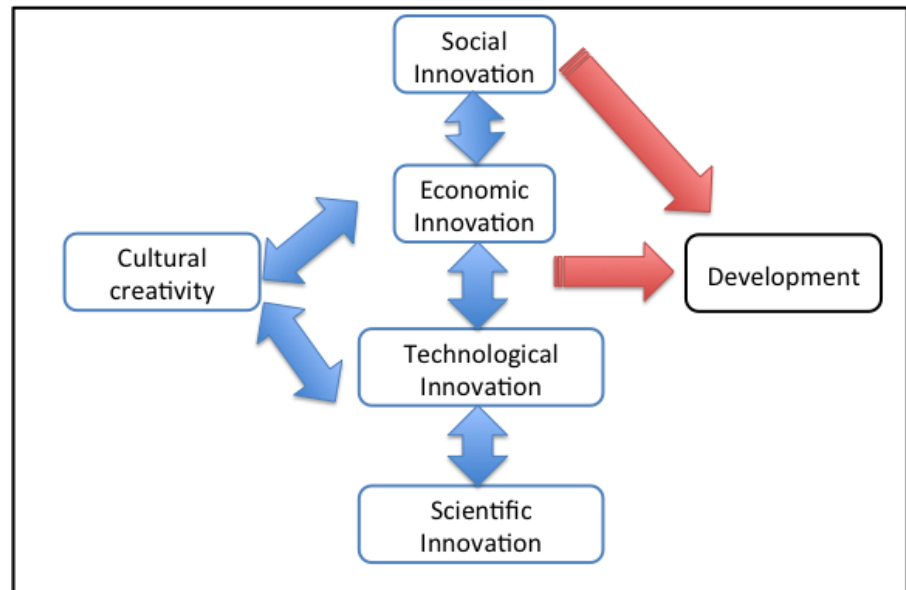 Social
Innovation
Economic
Innovation
Cultural
creativity
Development
Technological
Innovation
Scientific
Innovation